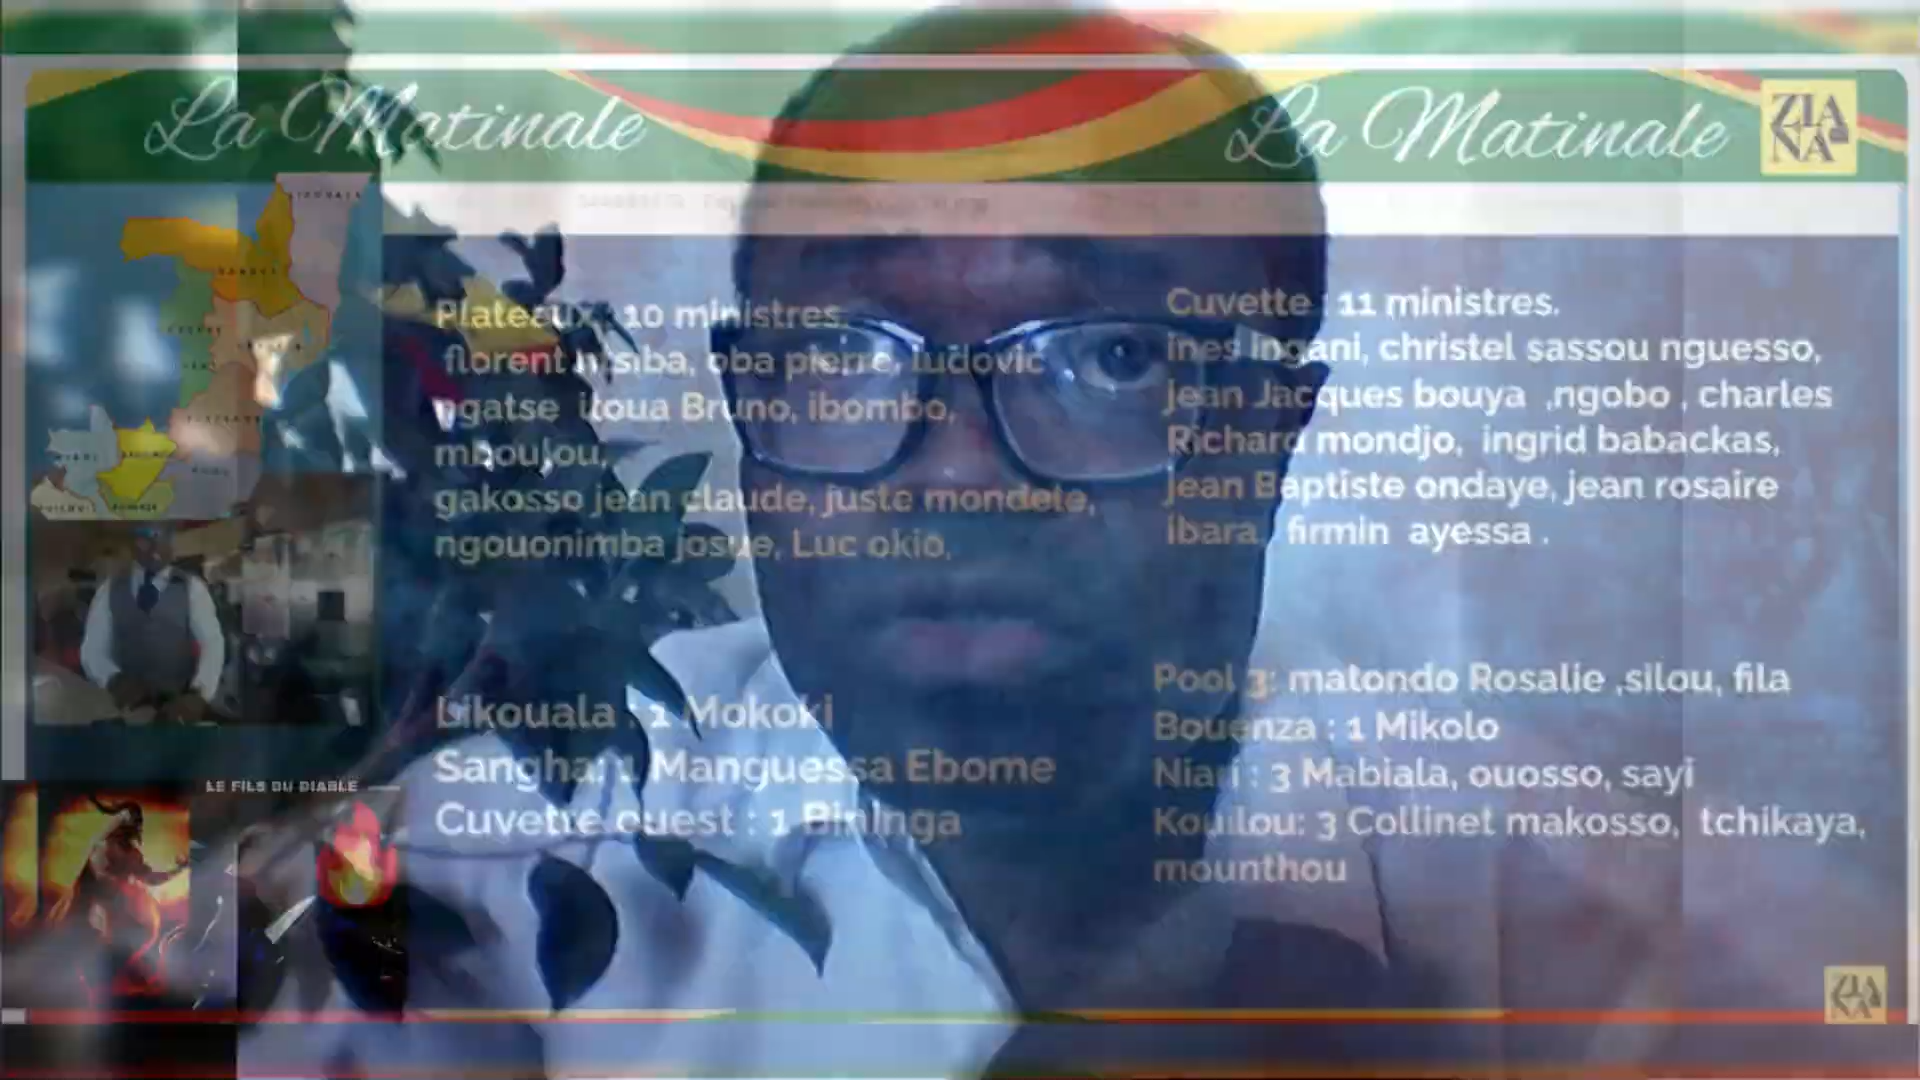 La Matinale
La Matinale
ZIANA
Plateaux : 10 ministres.
florent ntsiba, oba pierre, ludovic
ngatse itoua Bruno, ibombo,
mboulou,
gakosso jean claude, juste mondele,
ngouonimba josue, Luc okio,
Likouala : 1 Mokoki
Sangha: 1 Manguessa Ebome
Cuvette ouest : 1 Bininga
Cuvette : 11 ministres.
ines ingani, christel sassou nguesso,
jean Jacques bouya ,ngobo , charles
Richard mondjo, ingrid babackas,
jean Baptiste ondaye, jean rosaire
ibara, firmin ayessa .
Pool 3: matondo Rosalie ,silou, fila
Bouenza : 1 Mikolo
Niari : 3 Mabiala, ouosso, sayi
Kouilou: 3 Collinet makosso, tchikaya,
mounthou
LE FILS DU DIABLE
ZIANA